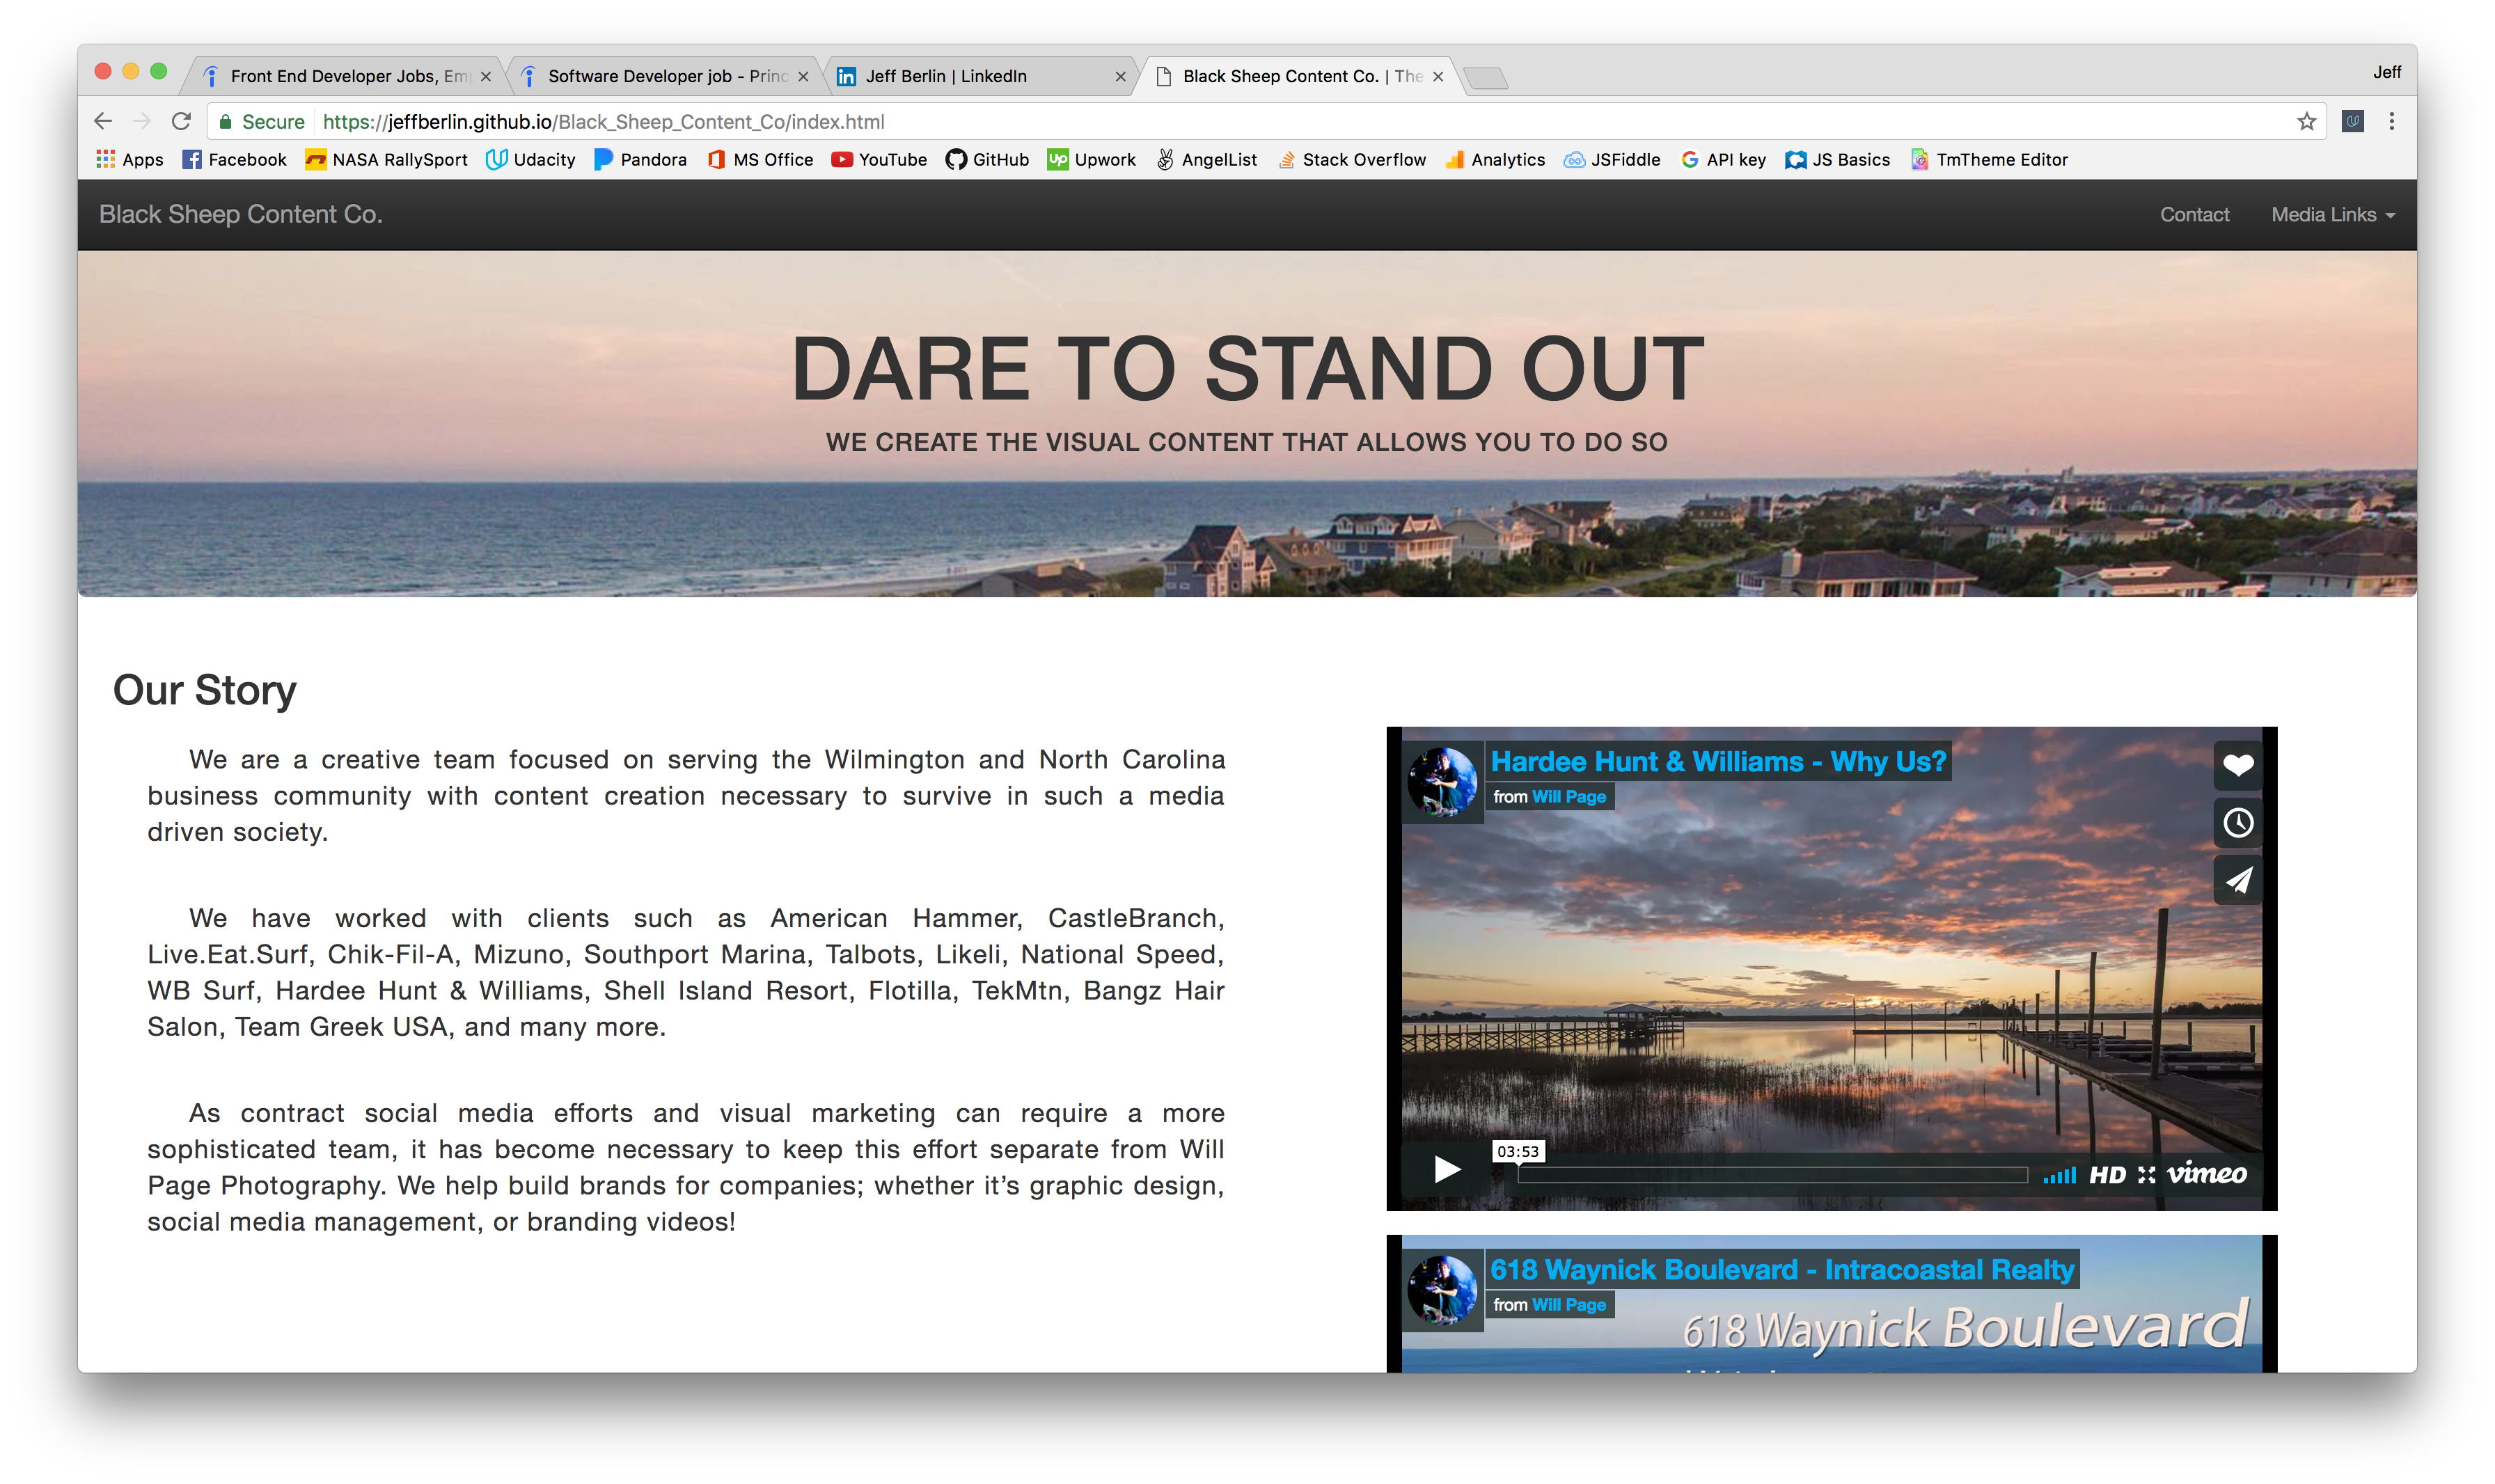 Front End Developer Jobs, Em
Software Developer job - Princ
Jeff Berlin | LinkedIn
Black Sheep Content Co. | The
Jeff
Secure
https://jeffberlin.github.io/Black_Sheep_Content_Co/index.html
Apps
Facebook
NASA RallySport
Udacity
Pandora
MS Office
YouTube
GitHub
Up
Upwork
AngelList
Stack Overflow
Analytics
JSFiddle
API key
JS Basics
TmTheme Editor
Black Sheep Content Co.
Contact
Media Links
DARE TO STAND OUT
WE CREATE THE VISUAL CONTENT THAT ALLOWS YOU TO DO SO
Our Story
We are a creative team focused on serving the Wilmington and North Carolina
business community with content creation necessary to survive in such a media
driven society.
We have worked with clients such as American Hammer, CastleBranch,
Live.Eat.Surf, Chik-Fil-A, Mizuno, Southport Marina, Talbots, Likeli, National Speed,
WB Surf, Hardee Hunt & Williams, Shell Island Resort, Flotilla, TekMtn, Bangz Hair
Salon, Team Greek USA, and many more.
As contract social media efforts and visual marketing can require a more
sophisticated team, it has become necessary to keep this effort separate from Will
Page Photography. We help build brands for companies; whether it's graphic design,
social media management, or branding videos!
Hardee Hunt & Williams - Why Us?
from Will Page
03:53
HD
vimeo
618 Waynick Boulevard - Intracoastal Realty
from Will Page
618 Waynick Boulevard